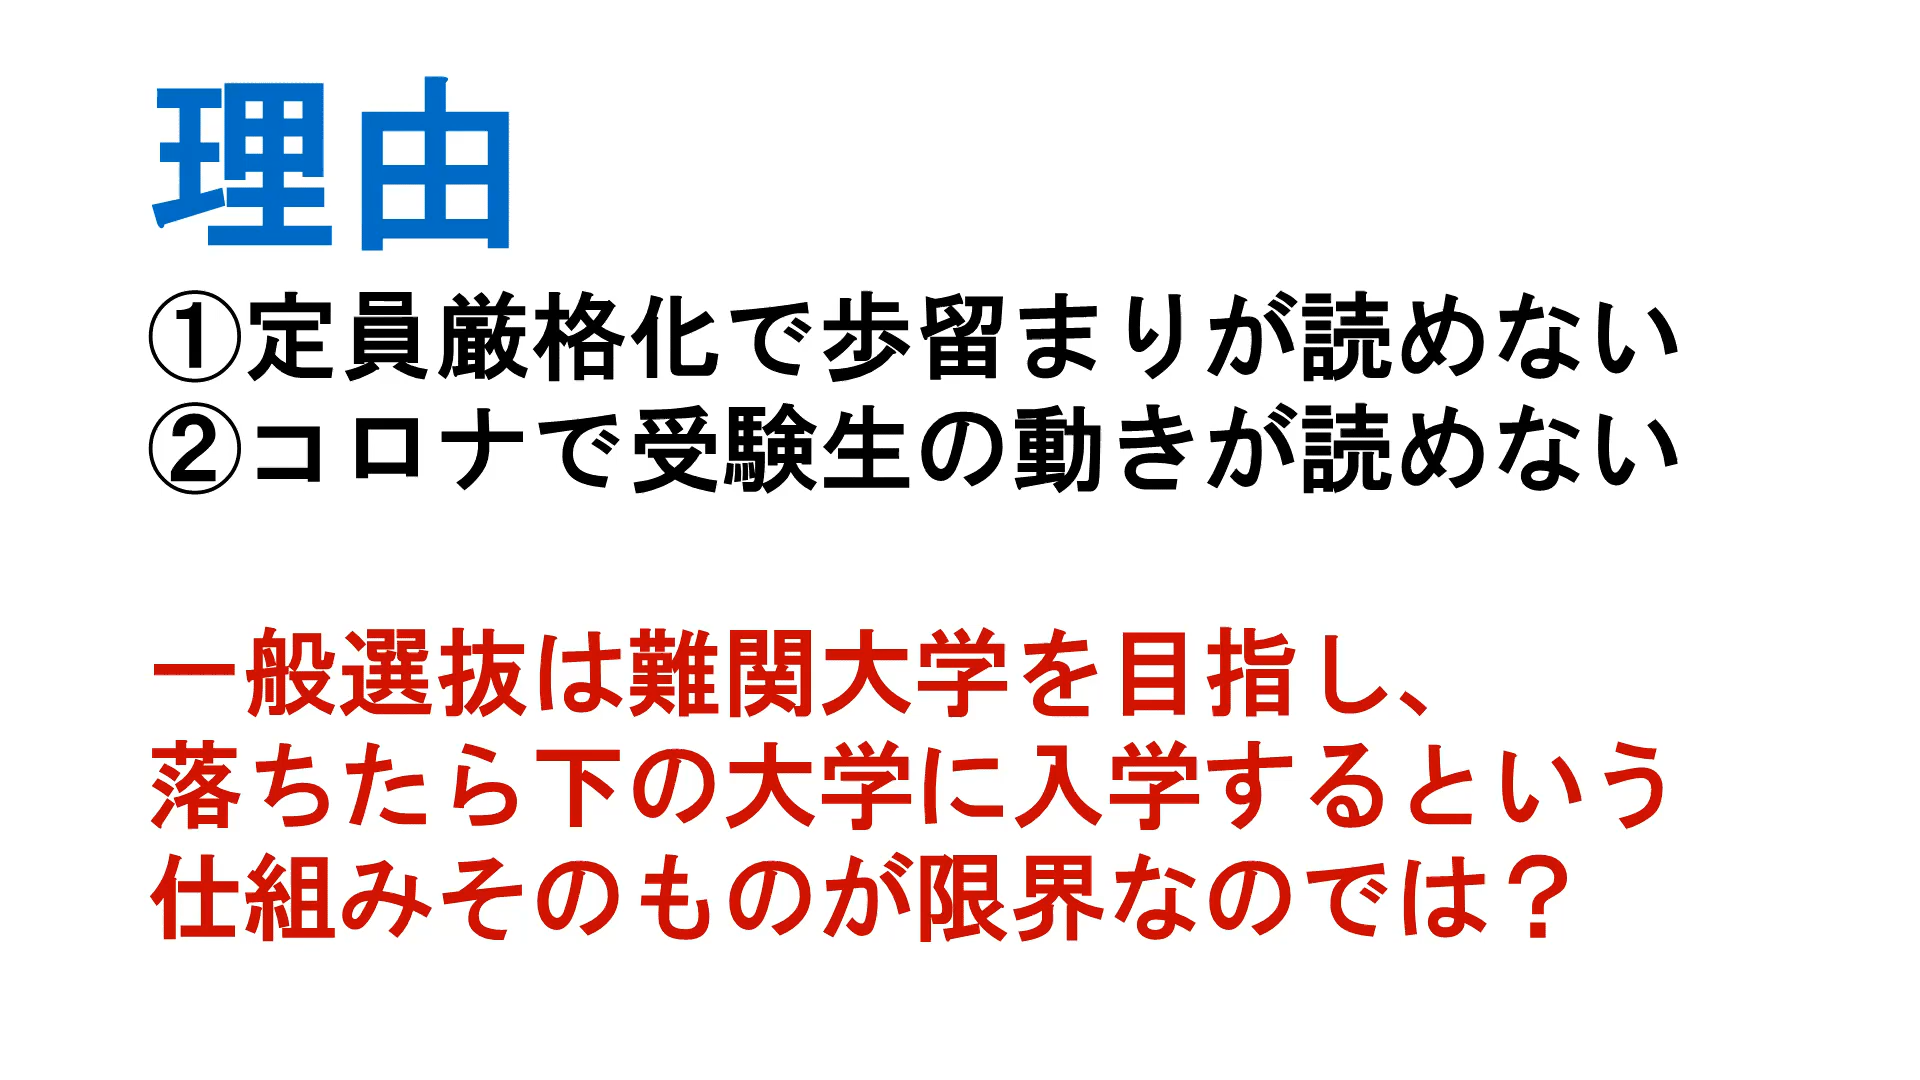 理由
①定員厳格化で歩留まりが読めない
②コロナで受験生の動きが読めない
一般選抜は難関大学を目指し、
落ちたら下の大学に入学するという
仕組みそのものが限界なのでは？